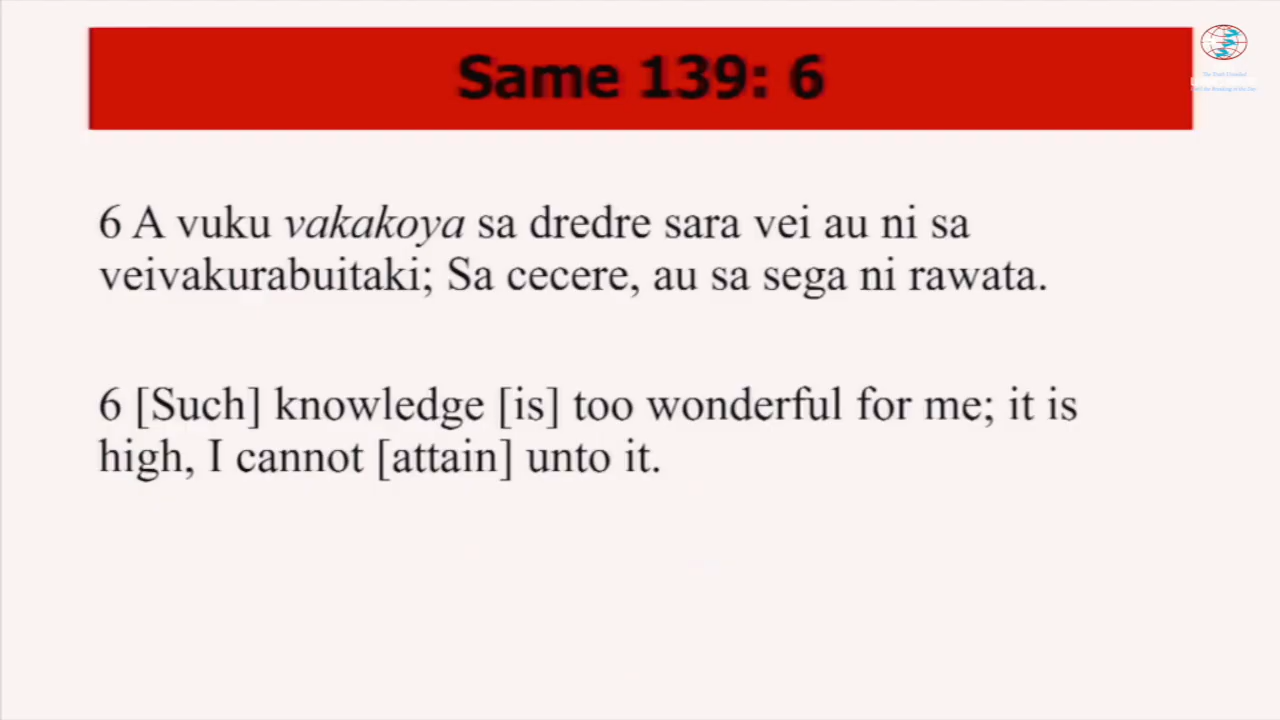 Same 139: 6
6 A vuku vakakoya sa dredre sara vei au ni sa
veivakurabuitaki; Sa cecere, au sa sega ni rawata.
6 [Such] knowledge [is] too wonderful for me; it is
high, I cannot [attain] unto it.